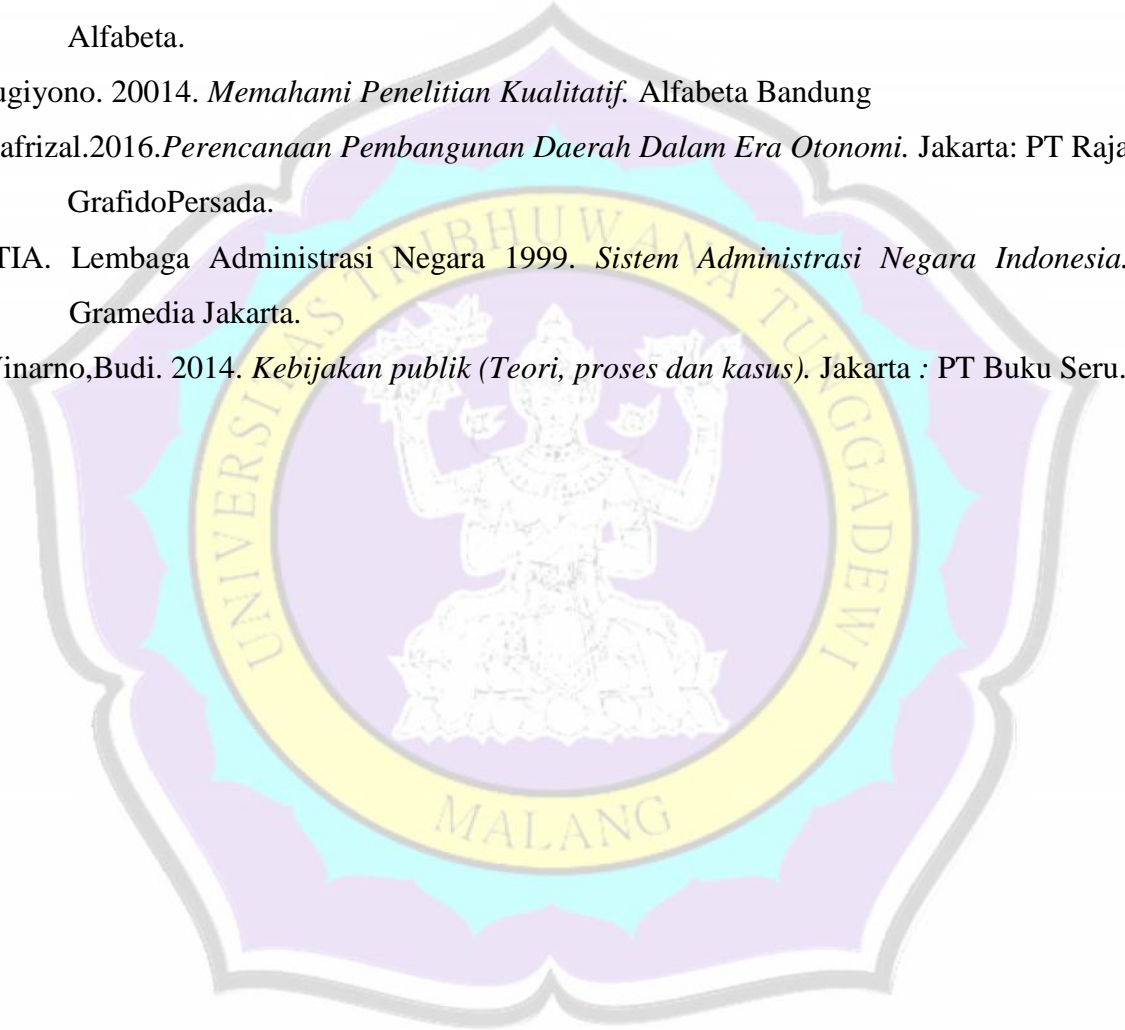 Alfabeta.
ugiyono. 20014. Memahami Penelitian Kualitatif. Alfabeta Bandung
afrizal.2016.Perencanaan Pembangunan Daerah Dalam Era Otonomi. Jakarta: PT Raja
GrafidoPersada.
TIA. Lembaga Administrasi Negara 1999. Sistem Administrasi Negara Indonesia.
Gramedia Jakarta.
inarno,Budi. 2014. Kebijakan publik (Teori, proses dan kasus). Jakarta : PT Buku Seru.
UNIVERSITAS TRIBHUWANA TUNGGADEWI
MALANG